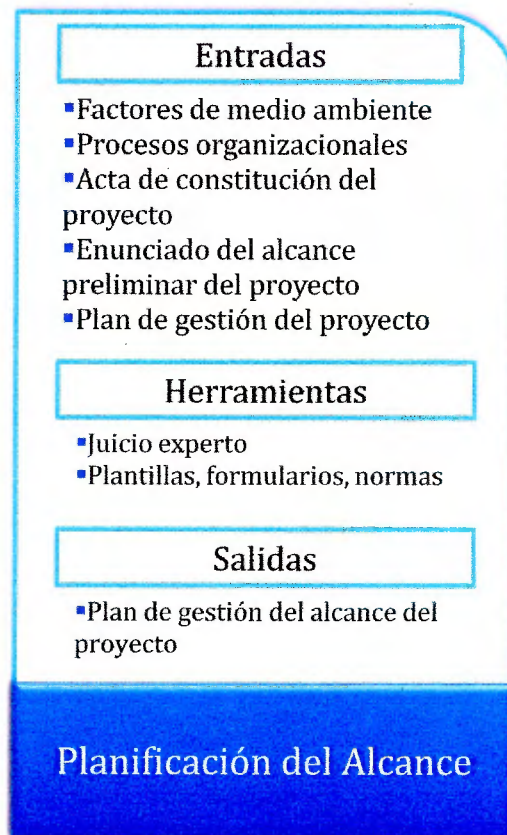 Entradas
▪Factores de medio ambiente
▪Procesos organizacionales
▪Acta de constitución del
proyecto
▪Enunciado del alcance
preliminar del proyecto
▪Plan de gestión del proyecto
Herramientas
▪Juicio experto
▪Plantillas, formularios, normas
Salidas
▪Plan de gestión del alcance del
proyecto
Planificación del Alcance